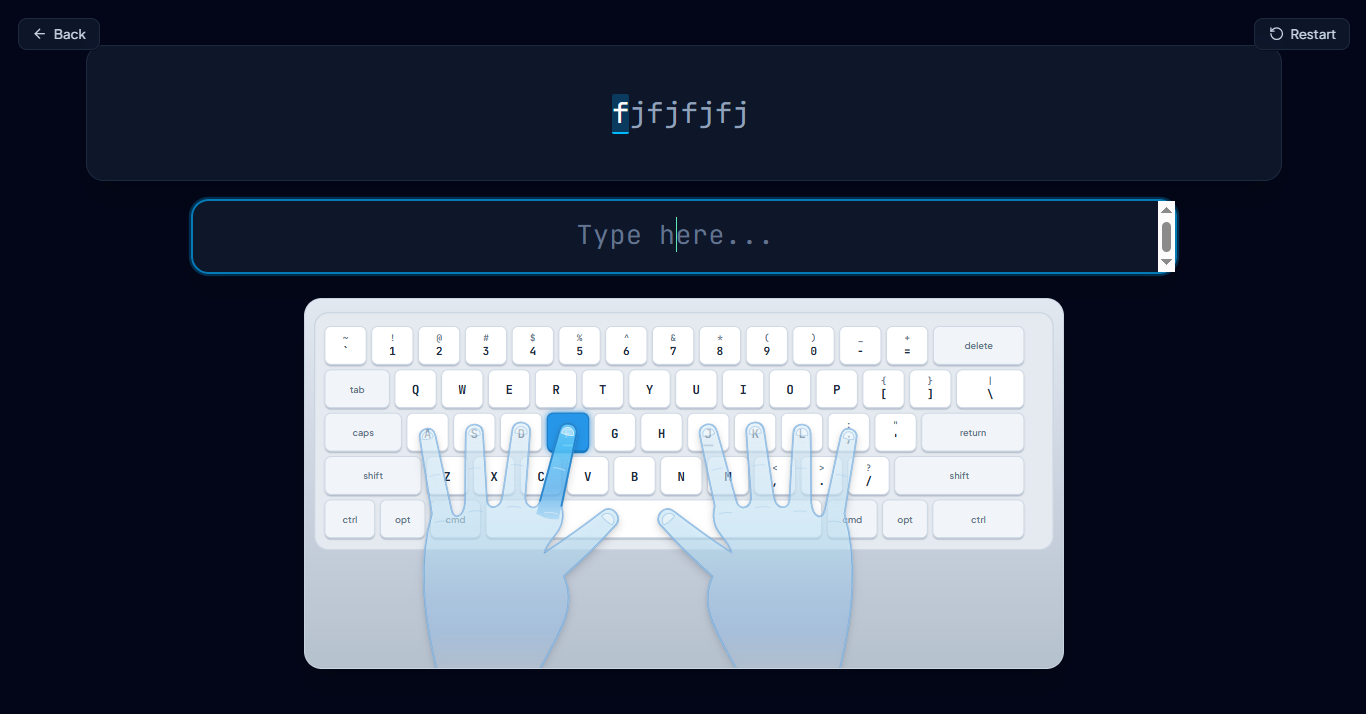 Back
Restart
fjfjfjfj
Type here...
~ ! @ # $ % ^ & * ( ) _ +
` 1 2 3 4 5 6 7 8 9 0 - = delete
{ } |
tab Q W E R T Y U I O P [ ] \
: "
caps A S D G H J K L ; ' return
< > ?
shift Z X C V B N M , . / shift
ctrl opt cmd cmd opt ctrl